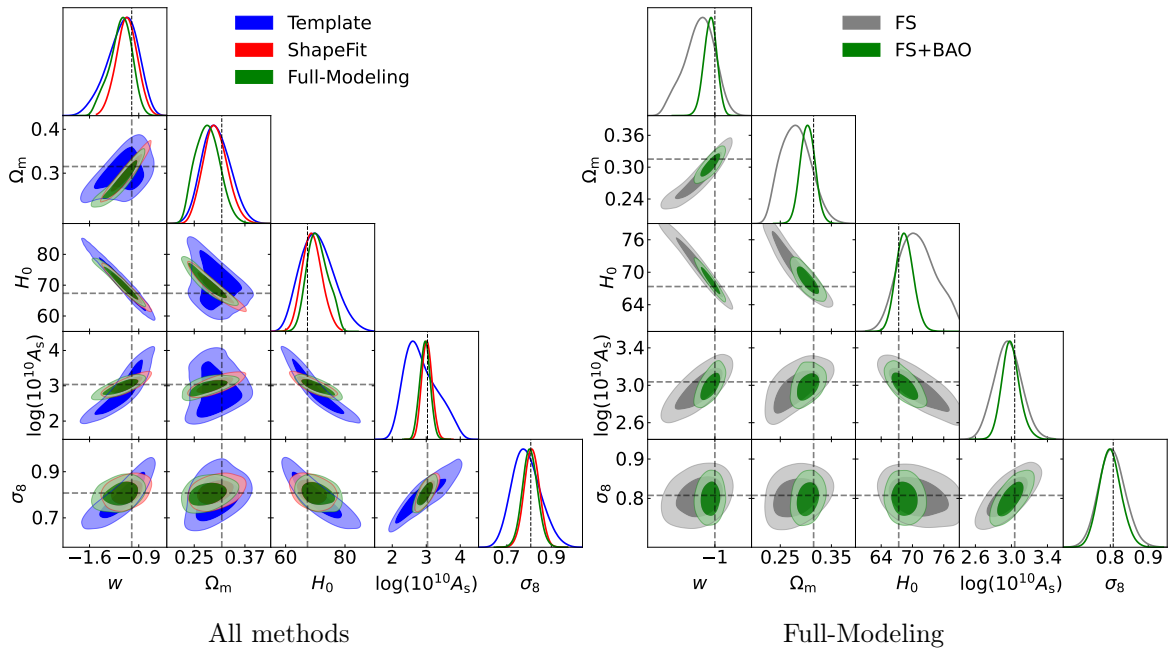 Template
ShapeFit
Full-Modeling
0.4
0.3
Ωm
80
70
60
H0
4
3
2
log(10^10 As)
0.9
0.7
σ8
−1.6 −0.9
w
0.25 0.37
Ωm
60 80
H0
2 3 4
log(10^10 As)
0.7 0.9
σ8
All methods
FS
FS+BAO
0.36
0.30
0.24
Ωm
76
70
64
H0
3.4
3.0
2.6
log(10^10 As)
0.9
0.8
σ8
−1
w
0.25 0.35
Ωm
64 70 76
H0
2.6 3.0 3.4
log(10^10 As)
0.8 0.9
σ8
Full-Modeling